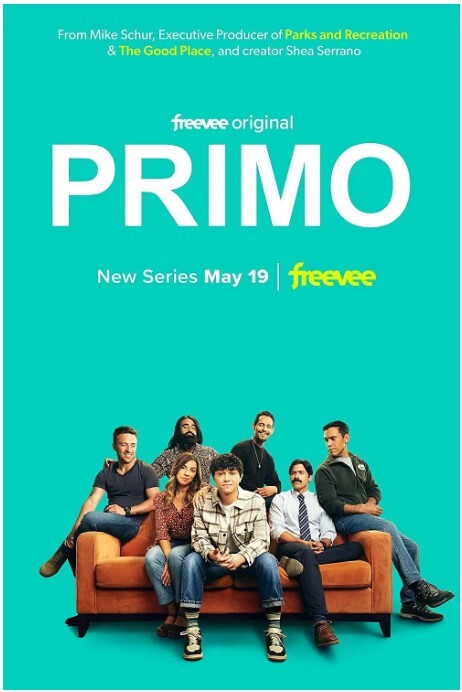 From Mike Schur, Executive Producer of Parks and Recreation
& The Good Place, and creator Shea Serrano
freevee original
PRIMO
New Series May 19 | freevee